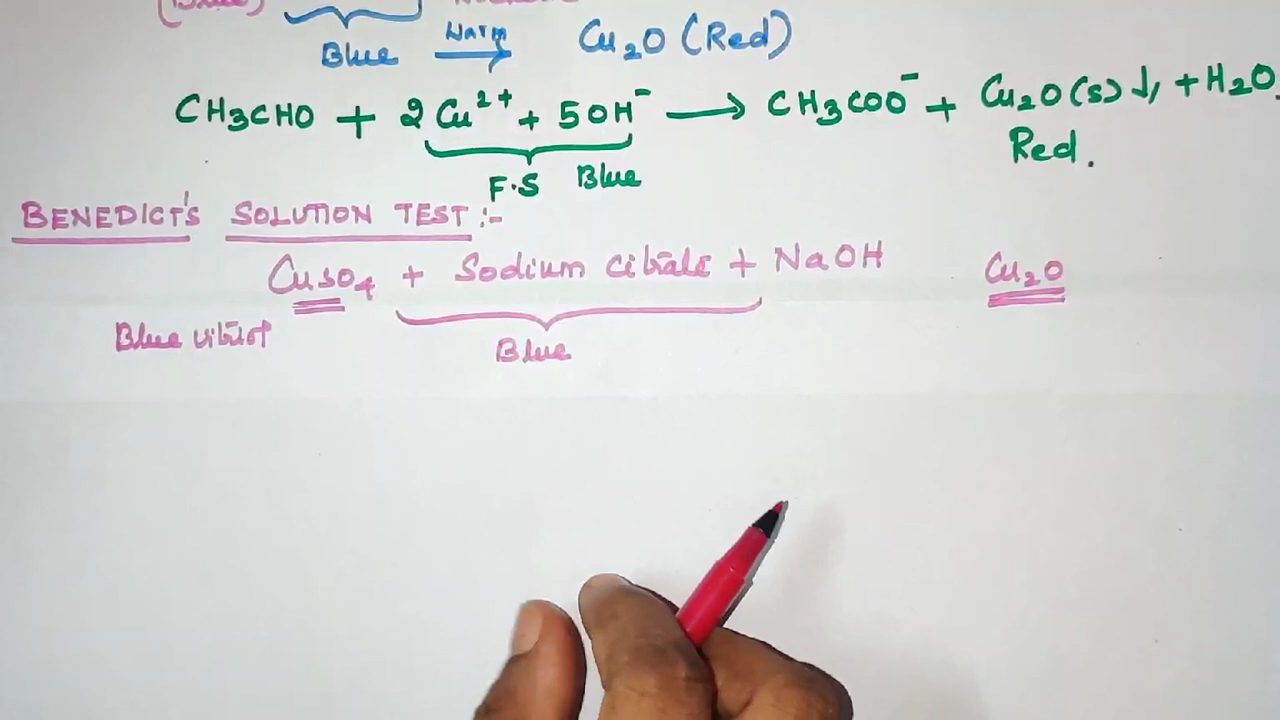 Blue Warm Cu2O (Red)
CH3CHO + 2Cu²⁺ + 5OH⁻ → CH3COO⁻ + Cu2O(s)↓, + H2O.
F.S Blue Red.
BENEDICT'S SOLUTION TEST :-
CuSO4 + Sodium citrate + NaOH Cu2O
Blue vitriol Blue